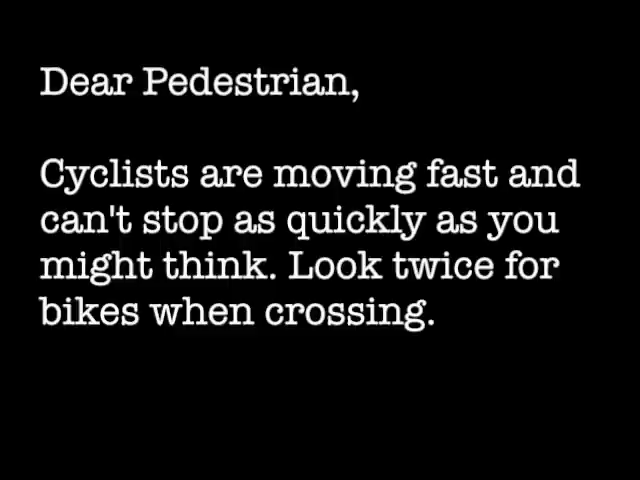 Dear Pedestrian,
Cyclists are moving fast and
can't stop as quickly as you
might think. Look twice for
bikes when crossing.